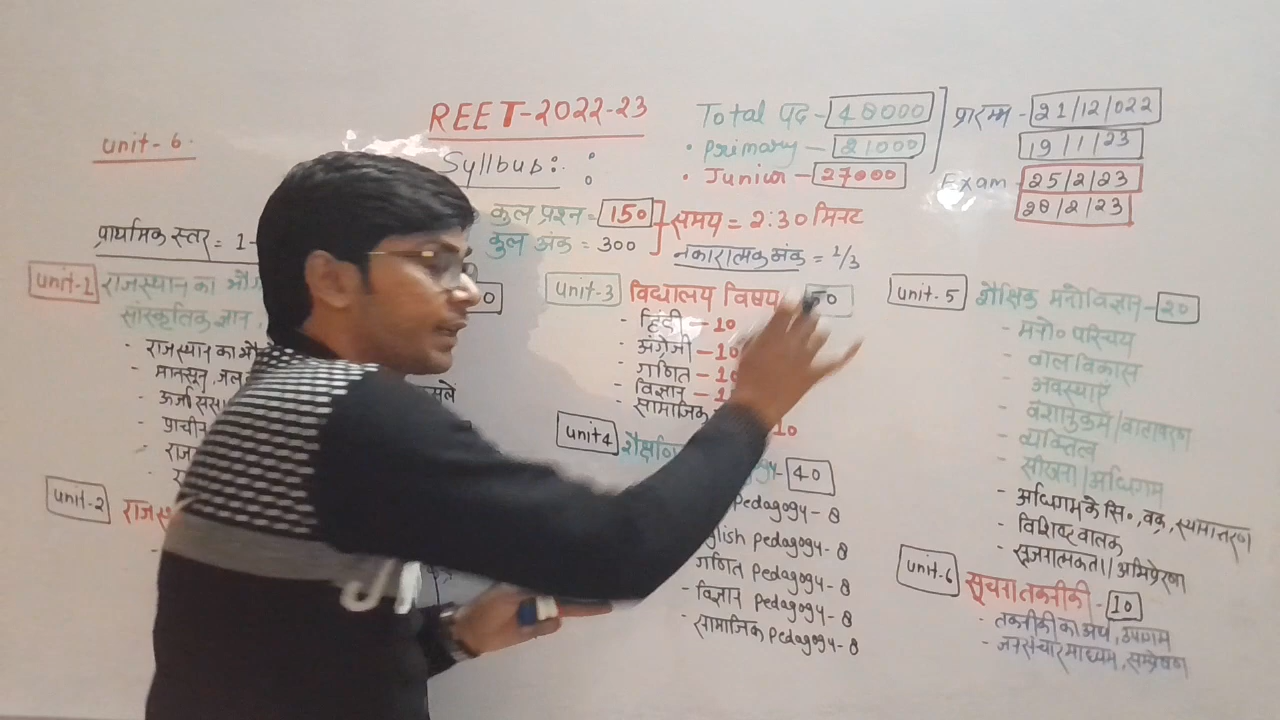 REET-2022-23
Syllbus:
unit-6
Total पद - 48000
• Primary - 21000
• Junior - 27000
प्रारम्भ - 21/12/022
19/1/23
Exam - 25/2/23
28/2/23
कुल प्रश्न = 150
कुल अंक = 300
समय = 2:30 मिनट
नकारात्मक अंक = 1/3
प्राथमिक स्तर = 1-
unit-1 राजस्थान का
सांस्कृतिक ज्ञान,
- राजस्थान का
- मानसून, जल
- ऊर्जा संसा
- प्राचीन
- राज
unit-2 राजस्
unit-3 विद्यालय विषय 50
- हिंदी - 10
- अंग्रेजी - 10
- गणित - 10
- विज्ञान - 1
- सामाजिक 10
unit 4 40
Pedagogy - 8
glish Pedagogy - 8
गणित Pedagogy - 8
- विज्ञान Pedagogy - 8
- सामाजिक Pedagogy - 8
unit-5 शैक्षिक मनोविज्ञान - 20
- मनो० परिचय
- बाल विकास
- अवस्थाएँ
- वंशानुक्रम/वातावरण
- व्यक्तित्व
- सीखना/अधिगम
- अधिगम के सि०, वक्र, स्थानान्तरण
- विशिष्ट बालक
- सृजनात्मकता/अभिप्रेरणा
unit-6 सूचना तकनीकी - 10
- तकनीकी का अर्थ, उपागम
- जनसंचार माध्यम, सम्प्रेषण